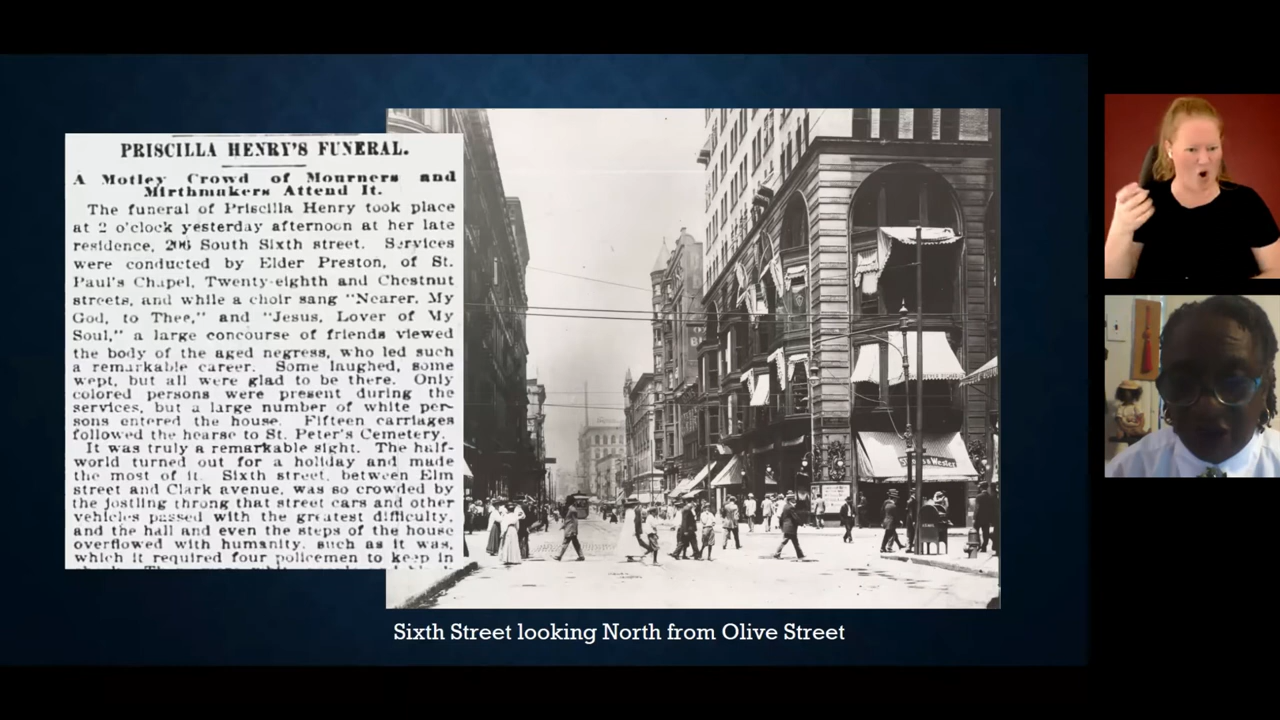 PRISCILLA HENRY'S FUNERAL.
A Motley Crowd of Mourners and
Mirthmakers Attend It.
The funeral of Priscilla Henry took place
at 2 o'clock yesterday afternoon at her late
residence, 206 South Sixth street. Services
were conducted by Elder Preston, of St.
Paul's Chapel, Twenty-eighth and Chestnut
streets, and while a choir sang "Nearer, My
God, to Thee," and "Jesus, Lover of My
Soul," a large concourse of friends viewed
the body of the aged negress, who led such
a remarkable career. Some laughed, some
wept, but all were glad to be there. Only
colored persons were present during the
services, but a large number of white per-
sons entered the house. Fifteen carriages
followed the hearse to St. Peter's Cemetery.
It was truly a remarkable sight. The half-
world turned out for a holiday and made
the most of it. Sixth street, between Elm
street and Clark avenue, was so crowded by
the jostling throng that street cars and other
vehicles passed with the greatest difficulty,
and the hall and even the steps of the house
overflowed with humanity, such as it was,
which it required four policemen to keep in
Sixth Street looking North from Olive Street